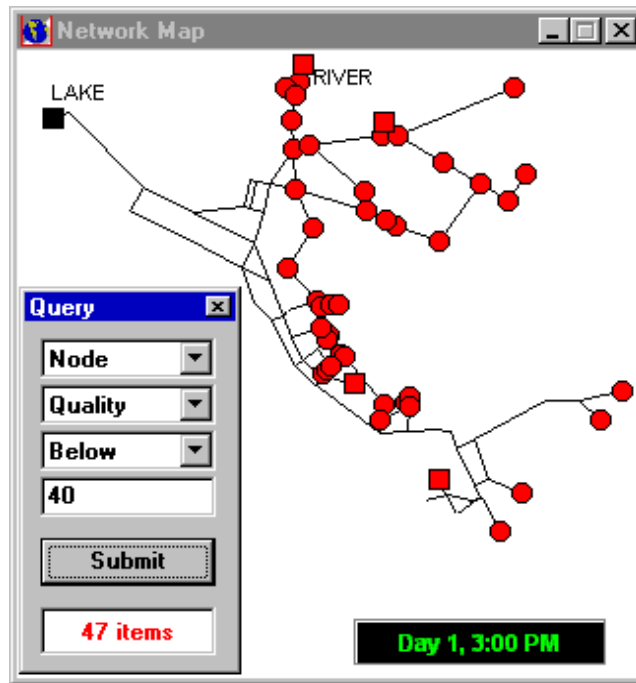 Network Map
RIVER
LAKE
Query
Node
Quality
Below
40
Submit
47 items
Day 1, 3:00 PM